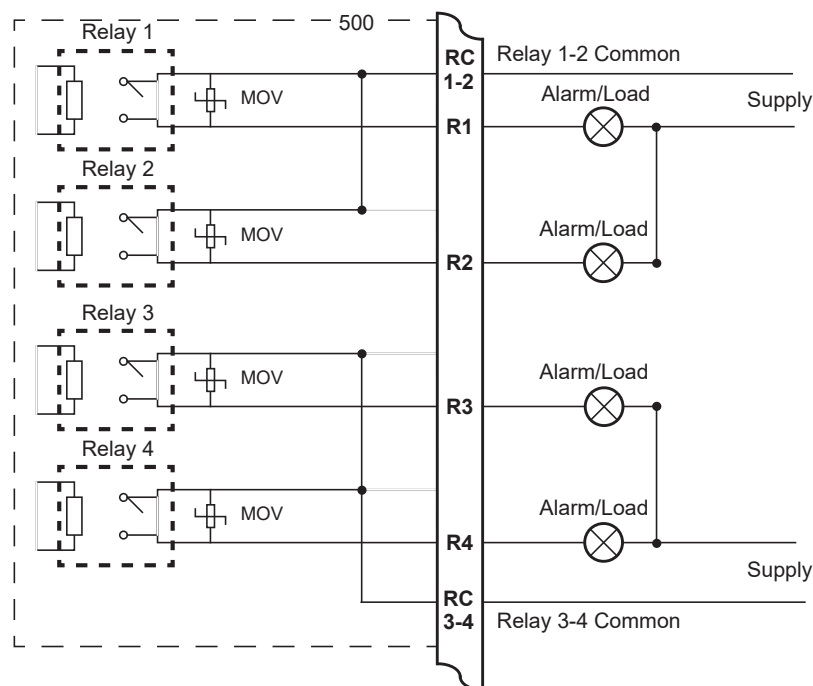 500
Relay 1
RC
1-2
Relay 1-2 Common
MOV
Alarm/Load
Supply
R1
Relay 2
MOV
Alarm/Load
R2
Relay 3
MOV
Alarm/Load
R3
Relay 4
MOV
Alarm/Load
R4
Supply
RC
3-4
Relay 3-4 Common